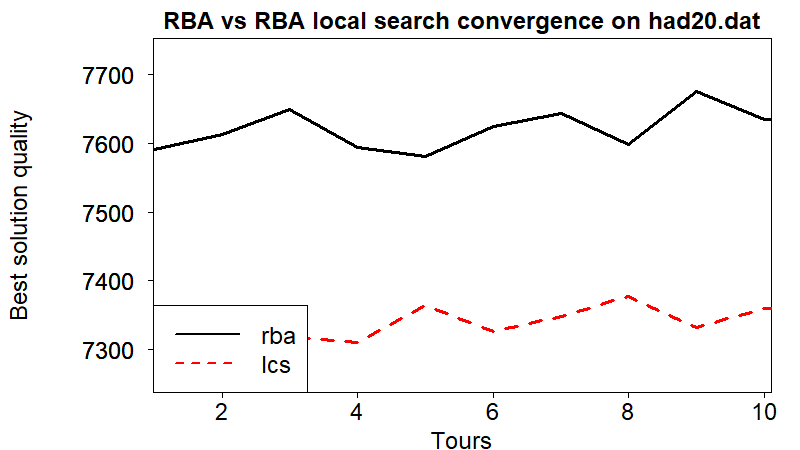 RBA vs RBA local search convergence on had20.dat
Best solution quality
7700
7600
7500
7400
7300
rba
lcs
2
4
6
8
10
Tours